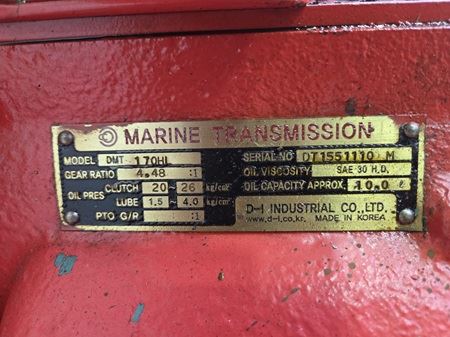 MARINE TRANSMISSION
MODEL DMT 170HL
GEAR RATIO 4.48 :1
OIL PRES CLUTCH 20 ~ 26 kg/cm²
LUBE 1.5 ~ 4.0 kg/cm²
PTO G/R :1
SERIAL NO DT1551110 M
OIL VISCOSITY SAE 30 H.D.
OIL CAPACITY APPROX. 10.0 ℓ
D-I INDUSTRIAL CO.,LTD.
www.d-i.co.kr. MADE IN KOREA